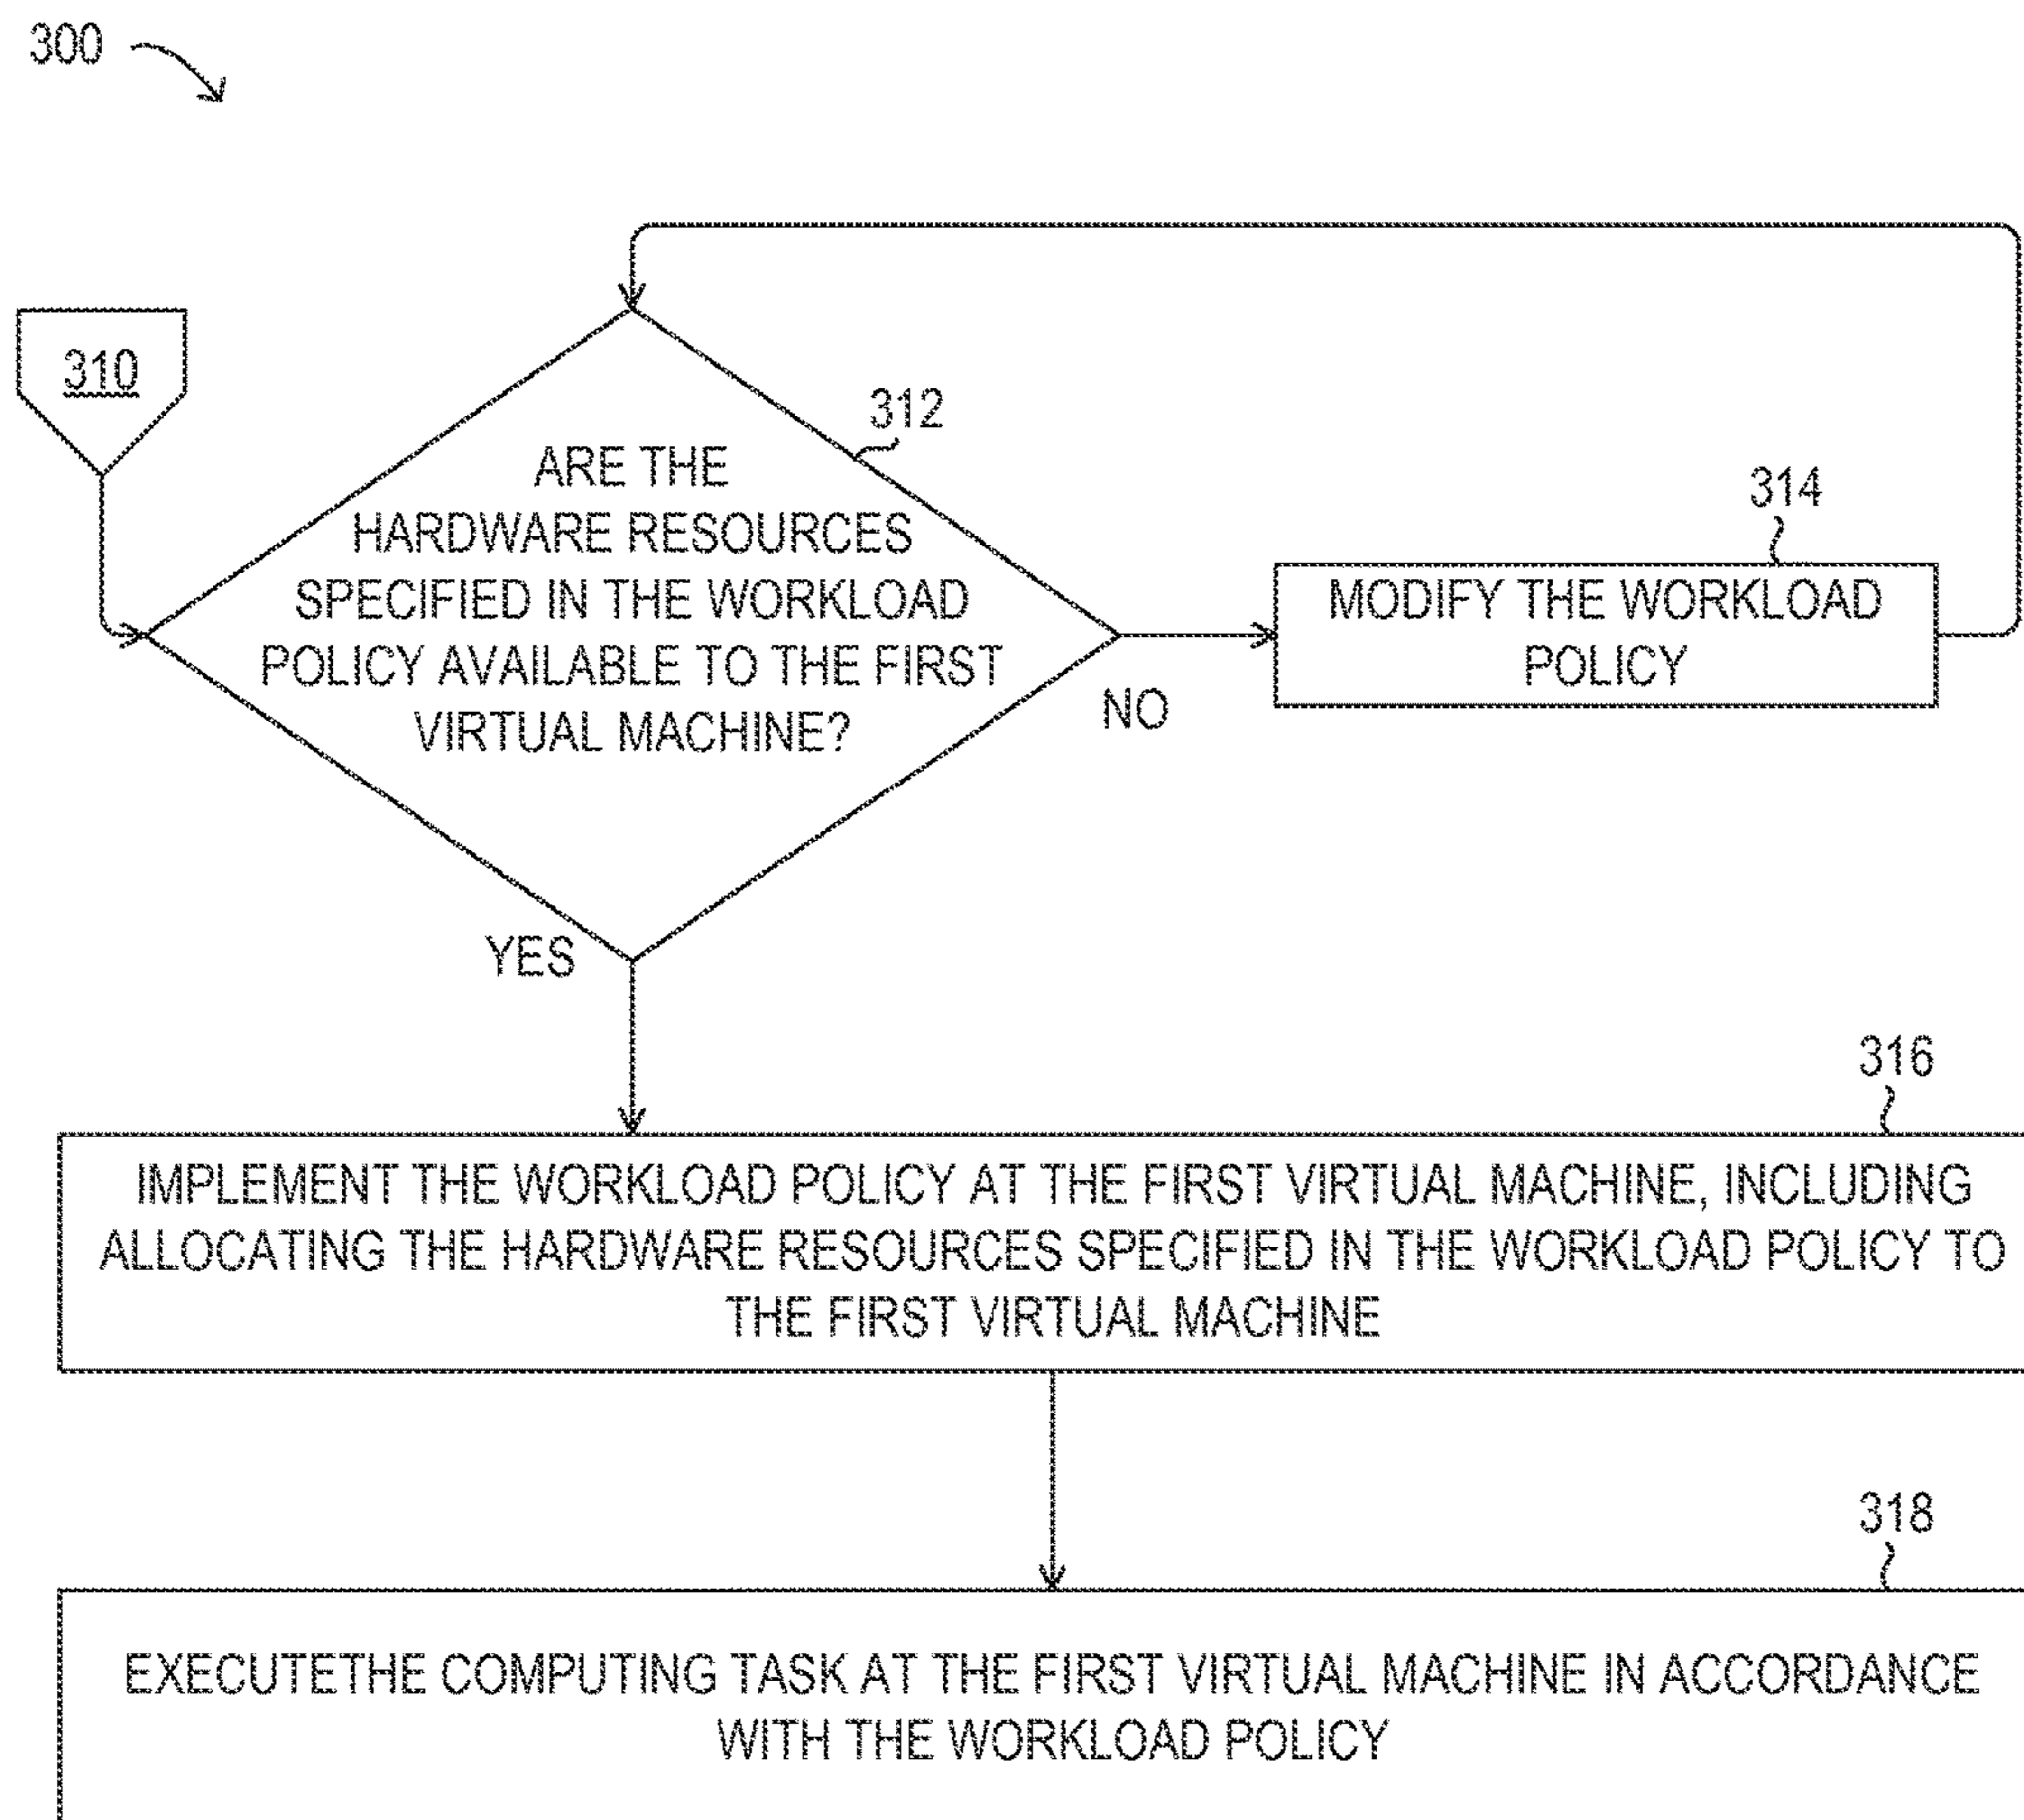 300
310
312
ARE THE
HARDWARE RESOURCES
SPECIFIED IN THE WORKLOAD
POLICY AVAILABLE TO THE FIRST
VIRTUAL MACHINE?
314
MODIFY THE WORKLOAD
POLICY
NO
YES
316
IMPLEMENT THE WORKLOAD POLICY AT THE FIRST VIRTUAL MACHINE, INCLUDING
ALLOCATING THE HARDWARE RESOURCES SPECIFIED IN THE WORKLOAD POLICY TO
THE FIRST VIRTUAL MACHINE
318
EXECUTETHE COMPUTING TASK AT THE FIRST VIRTUAL MACHINE IN ACCORDANCE
WITH THE WORKLOAD POLICY